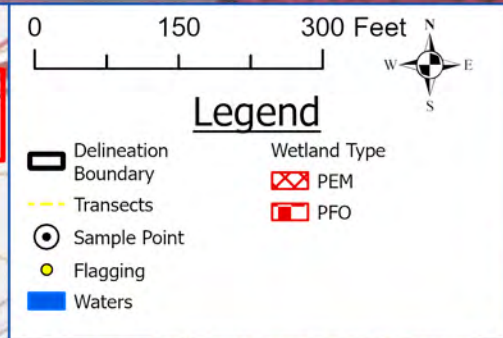 0 150 300 Feet
N
W E
S
Legend
Delineation
Boundary
Transects
Sample Point
Flagging
Waters
Wetland Type
PEM
PFO